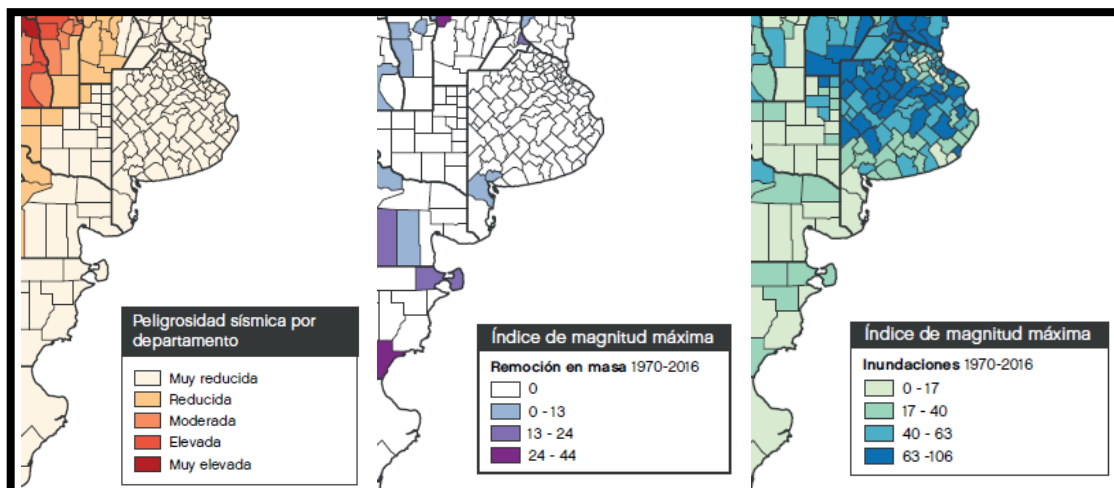 Peligrosidad sísmica por
departamento
Muy reducida
Reducida
Moderada
Elevada
Muy elevada
Índice de magnitud máxima
Remoción en masa 1970-2016
0
0 -13
13 - 24
24 - 44
Índice de magnitud máxima
Inundaciones 1970-2016
0 - 17
17 - 40
40 - 63
63 -106